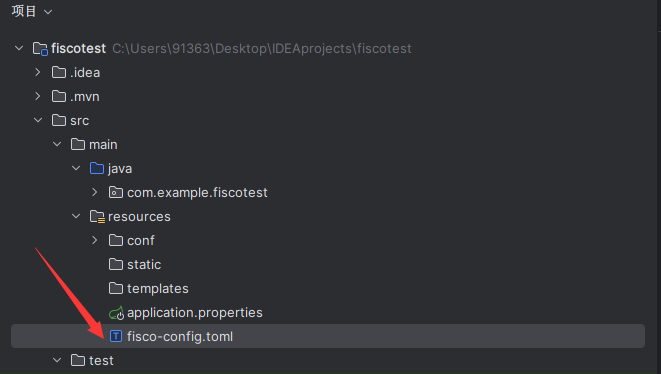 项目
fiscotest C:\Users\91363\Desktop\IDEAprojects\fiscotest
.idea
.mvn
src
main
java
com.example.fiscotest
resources
conf
static
templates
application.properties
fisco-config.toml
test